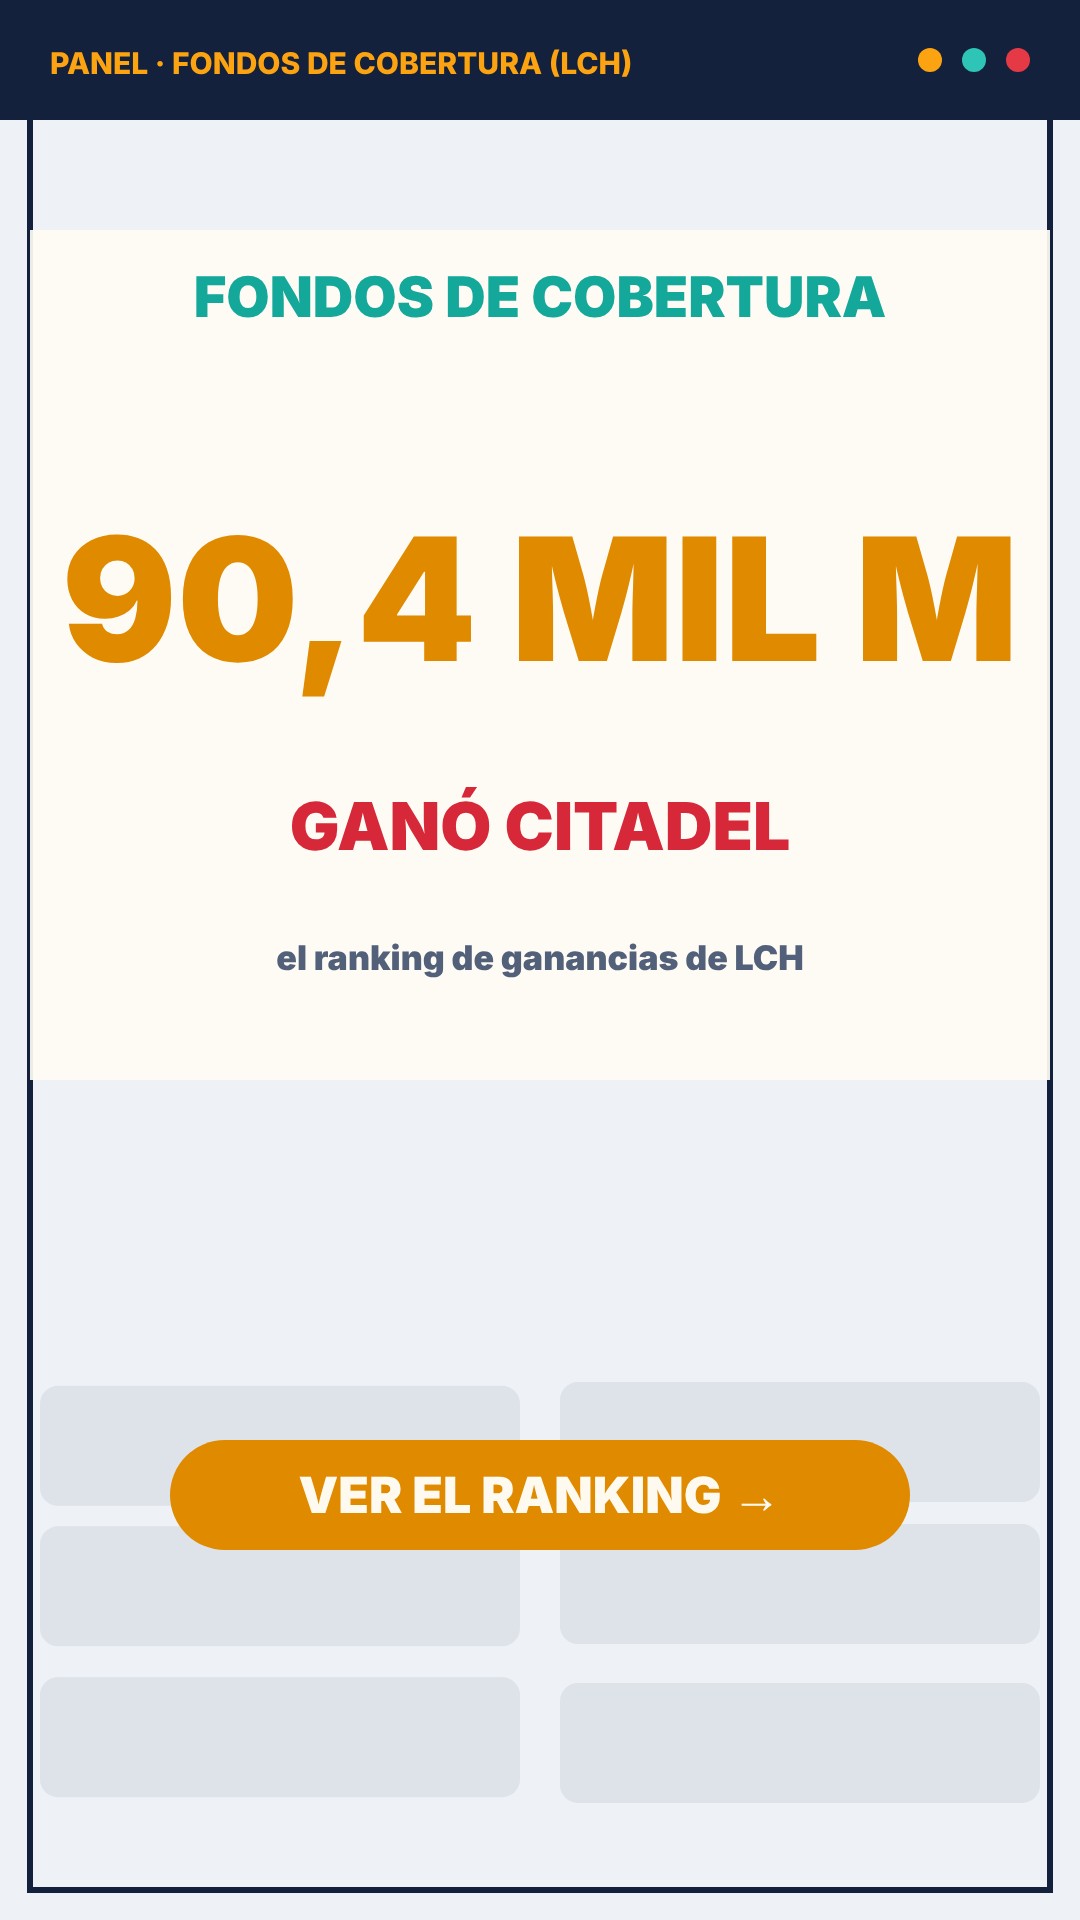 PANEL · FONDOS DE COBERTURA (LCH)
FONDOS DE COBERTURA
90,4 MIL M
GANÓ CITADEL
el ranking de ganancias de LCH
VER EL RANKING →